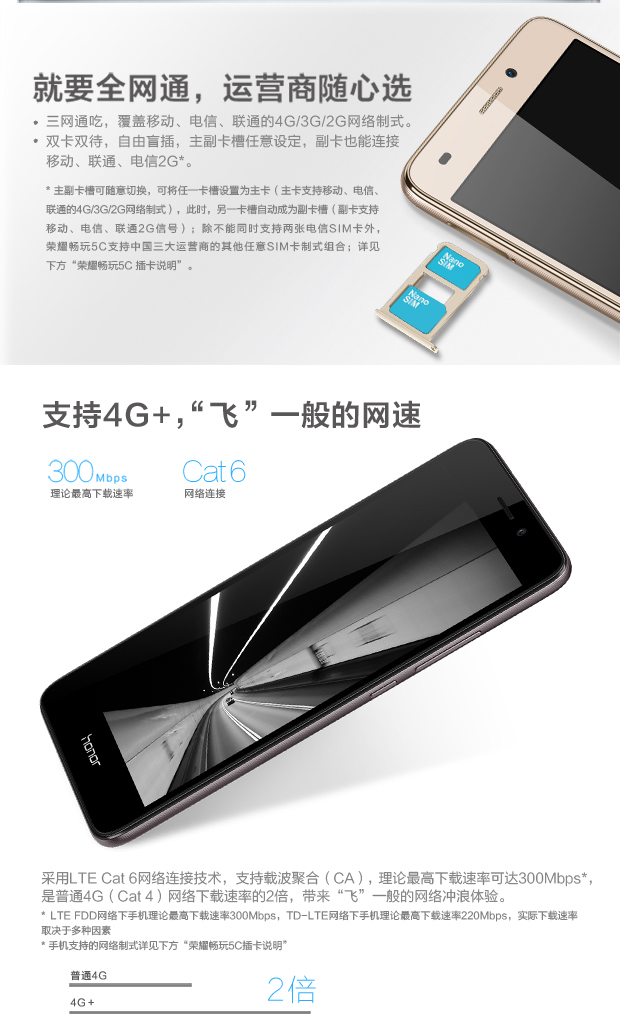 就要全网通，运营商随心选
• 三网通吃，覆盖移动、电信、联通的4G/3G/2G网络制式。
• 双卡双待，自由盲插，主副卡槽任意设定，副卡也能连接
移动、联通、电信2G*。
* 主副卡槽可随意切换，可将任一卡槽设置为主卡（主卡支持移动、电信、
联通的4G/3G/2G网络制式），此时，另一卡槽自动成为副卡槽（副卡支持
移动、电信、联通2G信号）；除不能同时支持两张电信SIM卡外，
荣耀畅玩5C支持中国三大运营商的其他任意SIM卡制式组合；详见
下方“荣耀畅玩5C 插卡说明”。
Nano
SIM
Nano
SIM
支持4G+，“飞”一般的网速
300Mbps Cat6
理论最高下载速率 网络连接
honor
采用LTE Cat 6网络连接技术，支持载波聚合（CA），理论最高下载速率可达300Mbps*，
是普通4G（Cat 4）网络下载速率的2倍，带来“飞”一般的网络冲浪体验。
* LTE FDD网络下手机理论最高下载速率300Mbps，TD-LTE网络下手机理论最高下载速率220Mbps，实际下载速率
取决于多种因素
* 手机支持的网络制式详见下方“荣耀畅玩5C插卡说明”
普通4G
4G+
2倍